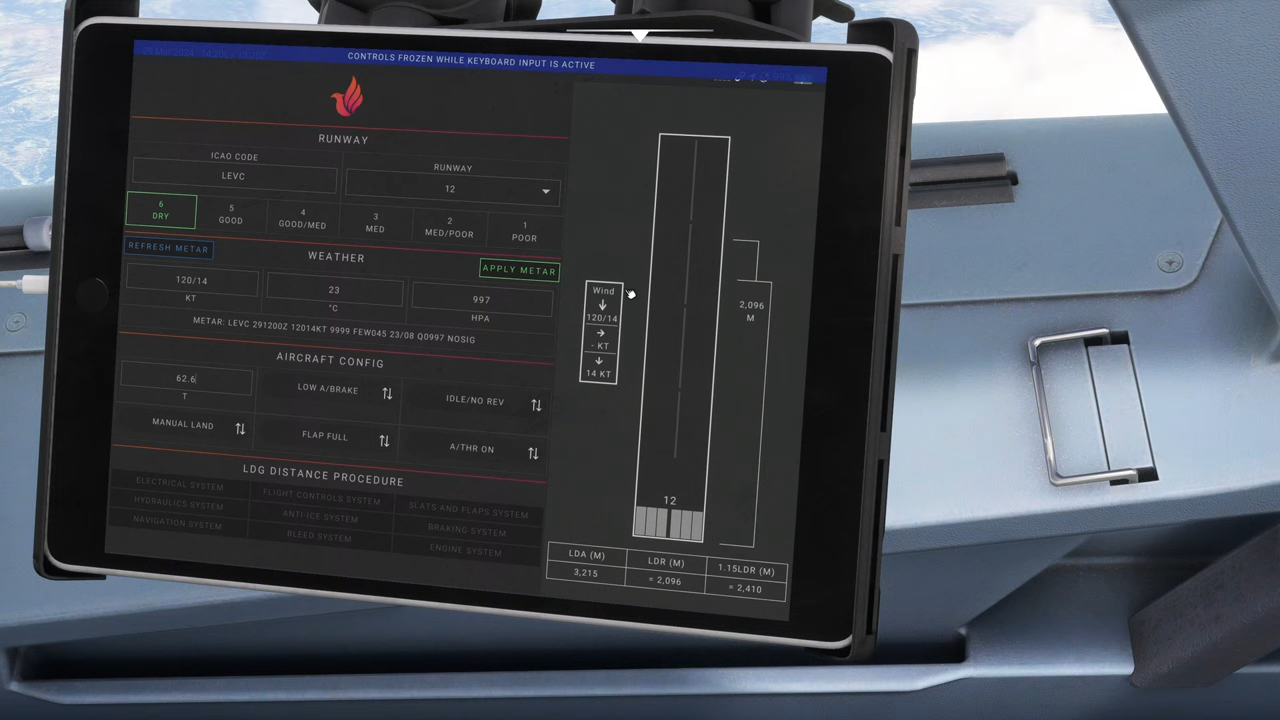 CONTROLS FROZEN WHILE KEYBOARD INPUT IS ACTIVE
RUNWAY
ICAO CODE
LEVC
RUNWAY
12
6
DRY
5
GOOD
4
GOOD/MED
3
MED
2
MED/POOR
1
POOR
REFRESH METAR
WEATHER
APPLY METAR
120/14
KT
23
°C
997
HPA
METAR: LEVC 291200Z 12014KT 9999 FEW045 23/08 Q0997 NOSIG
AIRCRAFT CONFIG
62.6
T
LOW A/BRAKE
IDLE/NO REV
MANUAL LAND
FLAP FULL
A/THR ON
LDG DISTANCE PROCEDURE
ELECTRICAL SYSTEM
FLIGHT CONTROLS SYSTEM
SLATS AND FLAPS SYSTEM
HYDRAULICS SYSTEM
ANTI-ICE SYSTEM
BRAKING SYSTEM
NAVIGATION SYSTEM
BLEED SYSTEM
ENGINE SYSTEM
Wind
120/14
- KT
14 KT
2,096
M
12
LDA (M)
LDR (M)
1.15LDR (M)
3,215
= 2,096
= 2,410